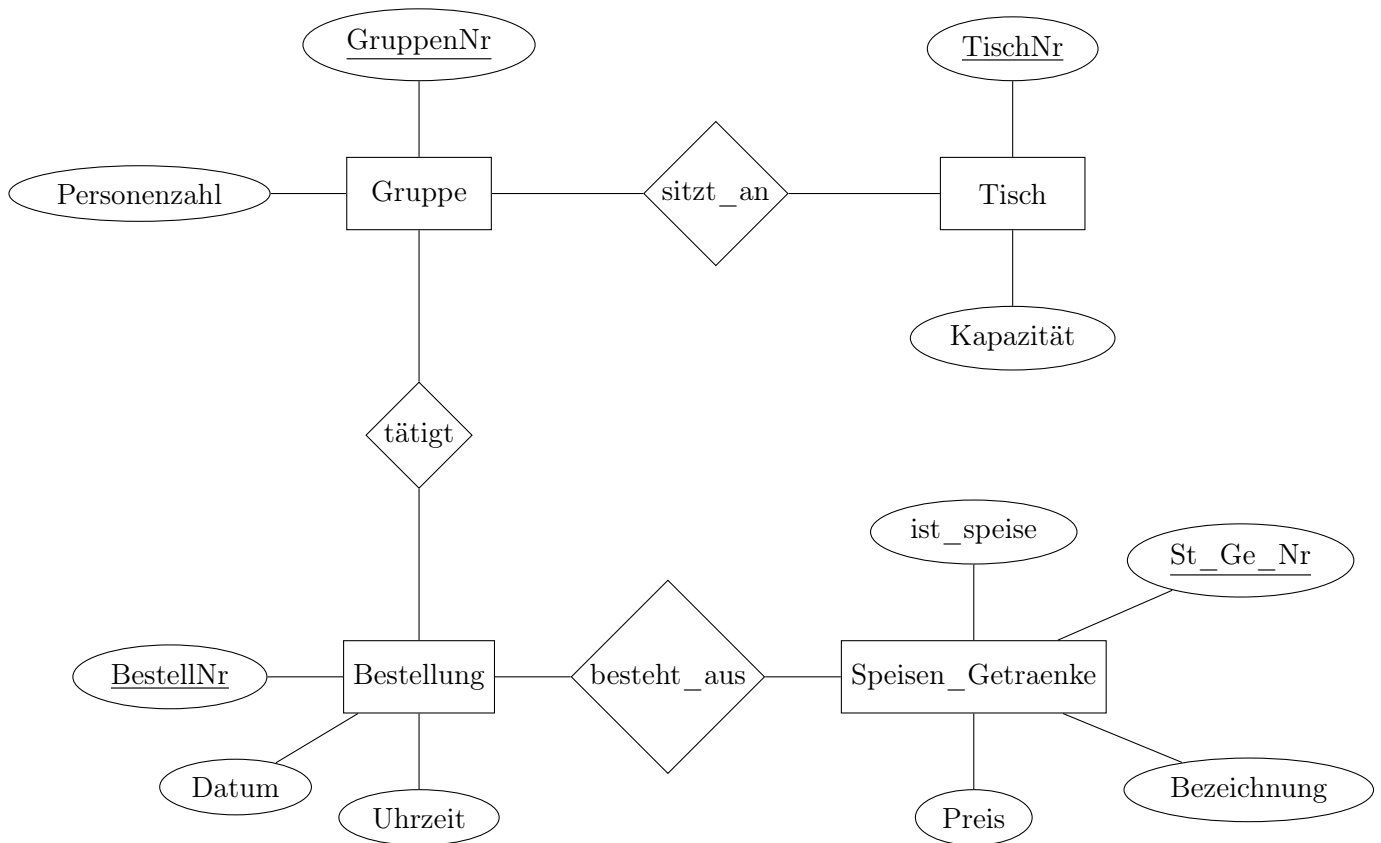 GruppenNr
TischNr
Personenzahl
Gruppe
sitzt_an
Tisch
Kapazität
tätigt
ist_speise
St_Ge_Nr
BestellNr
Bestellung
besteht_aus
Speisen_Getraenke
Datum
Uhrzeit
Preis
Bezeichnung